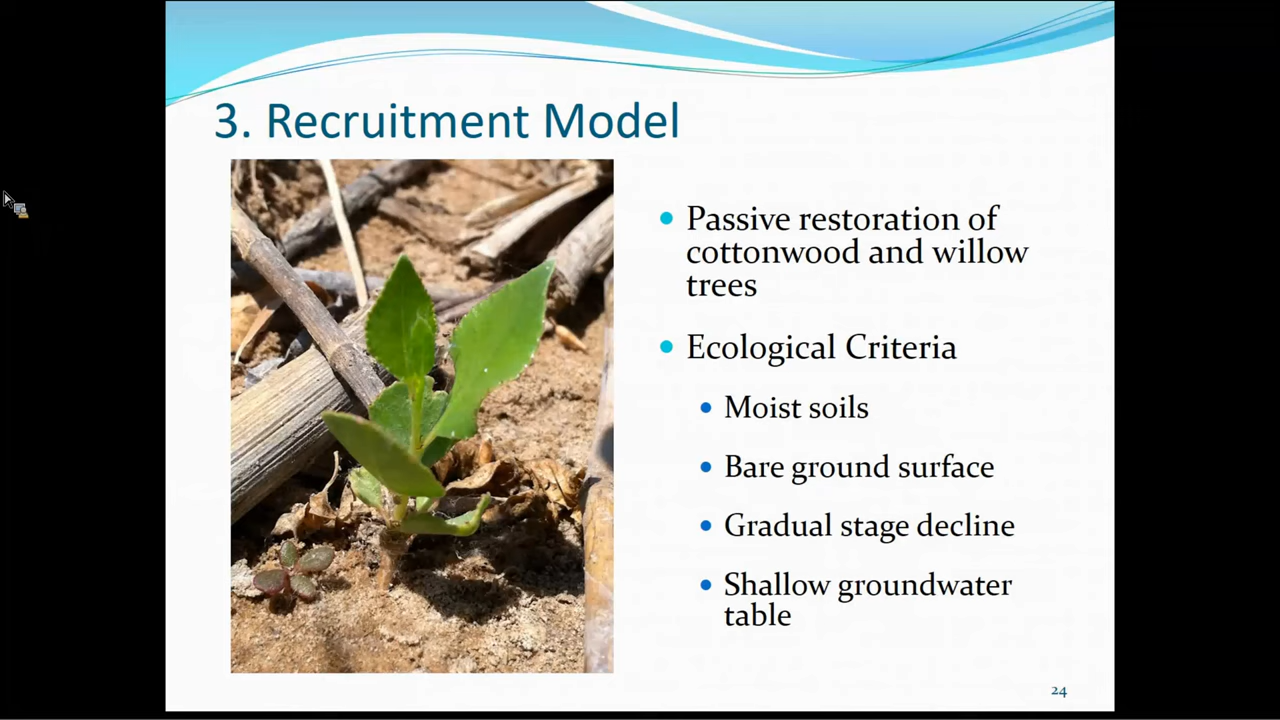 3. Recruitment Model
• Passive restoration of
cottonwood and willow
trees
• Ecological Criteria
• Moist soils
• Bare ground surface
• Gradual stage decline
• Shallow groundwater
table
24